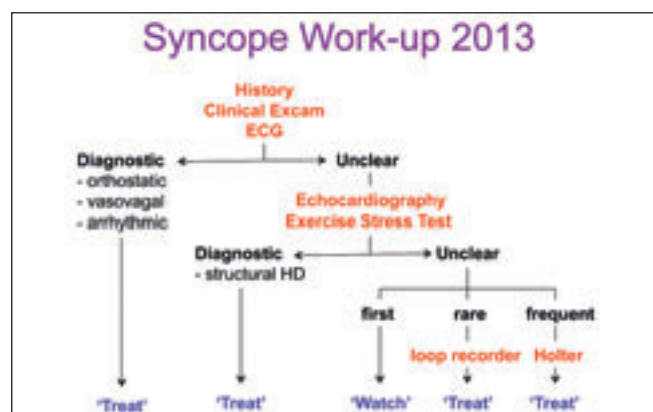 Syncope Work-up 2013
History
Clinical Excam
ECG
Diagnostic
- orthostatic
- vasovagal
- arrhythmic
Unclear
Echocardiography
Exercise Stress Test
Diagnostic
- structural HD
Unclear
first rare frequent
loop recorder Holter
'Treat' 'Treat' 'Watch' 'Treat' 'Treat'